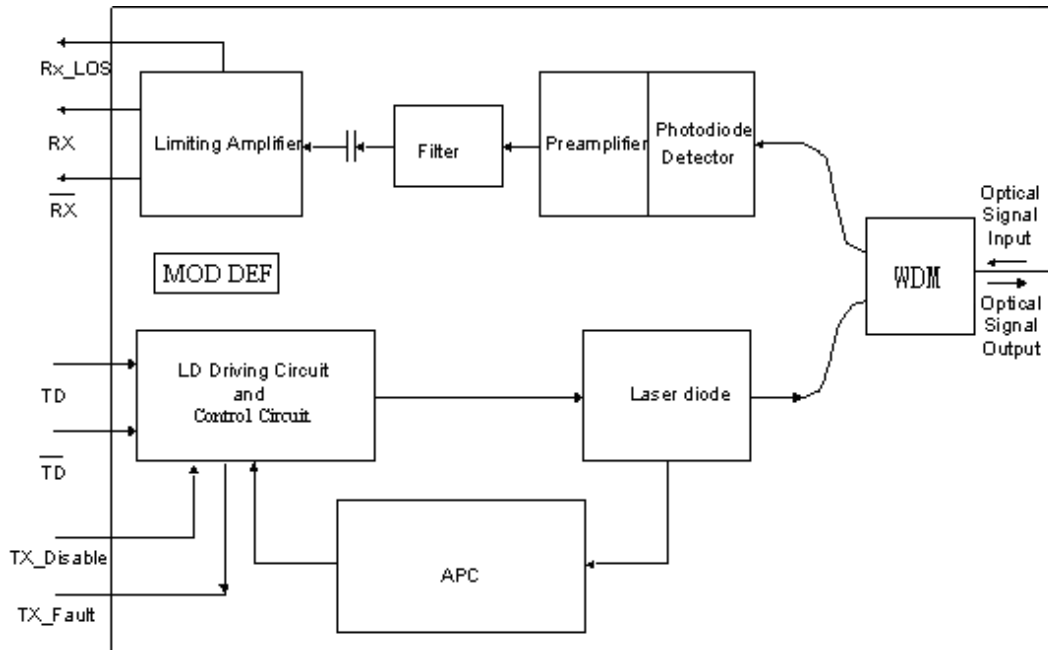 Rx_LOS
RX
RX
Limiting Amplifier
Filter
Preamplifier
Photodiode
Detector
Optical
Signal
Input
WDM
Optical
Signal
Output
MOD DEF
TD
TD
LD Driving Circuit
and
Control Circuit
Laser diode
TX_Disable
TX_Fault
APC